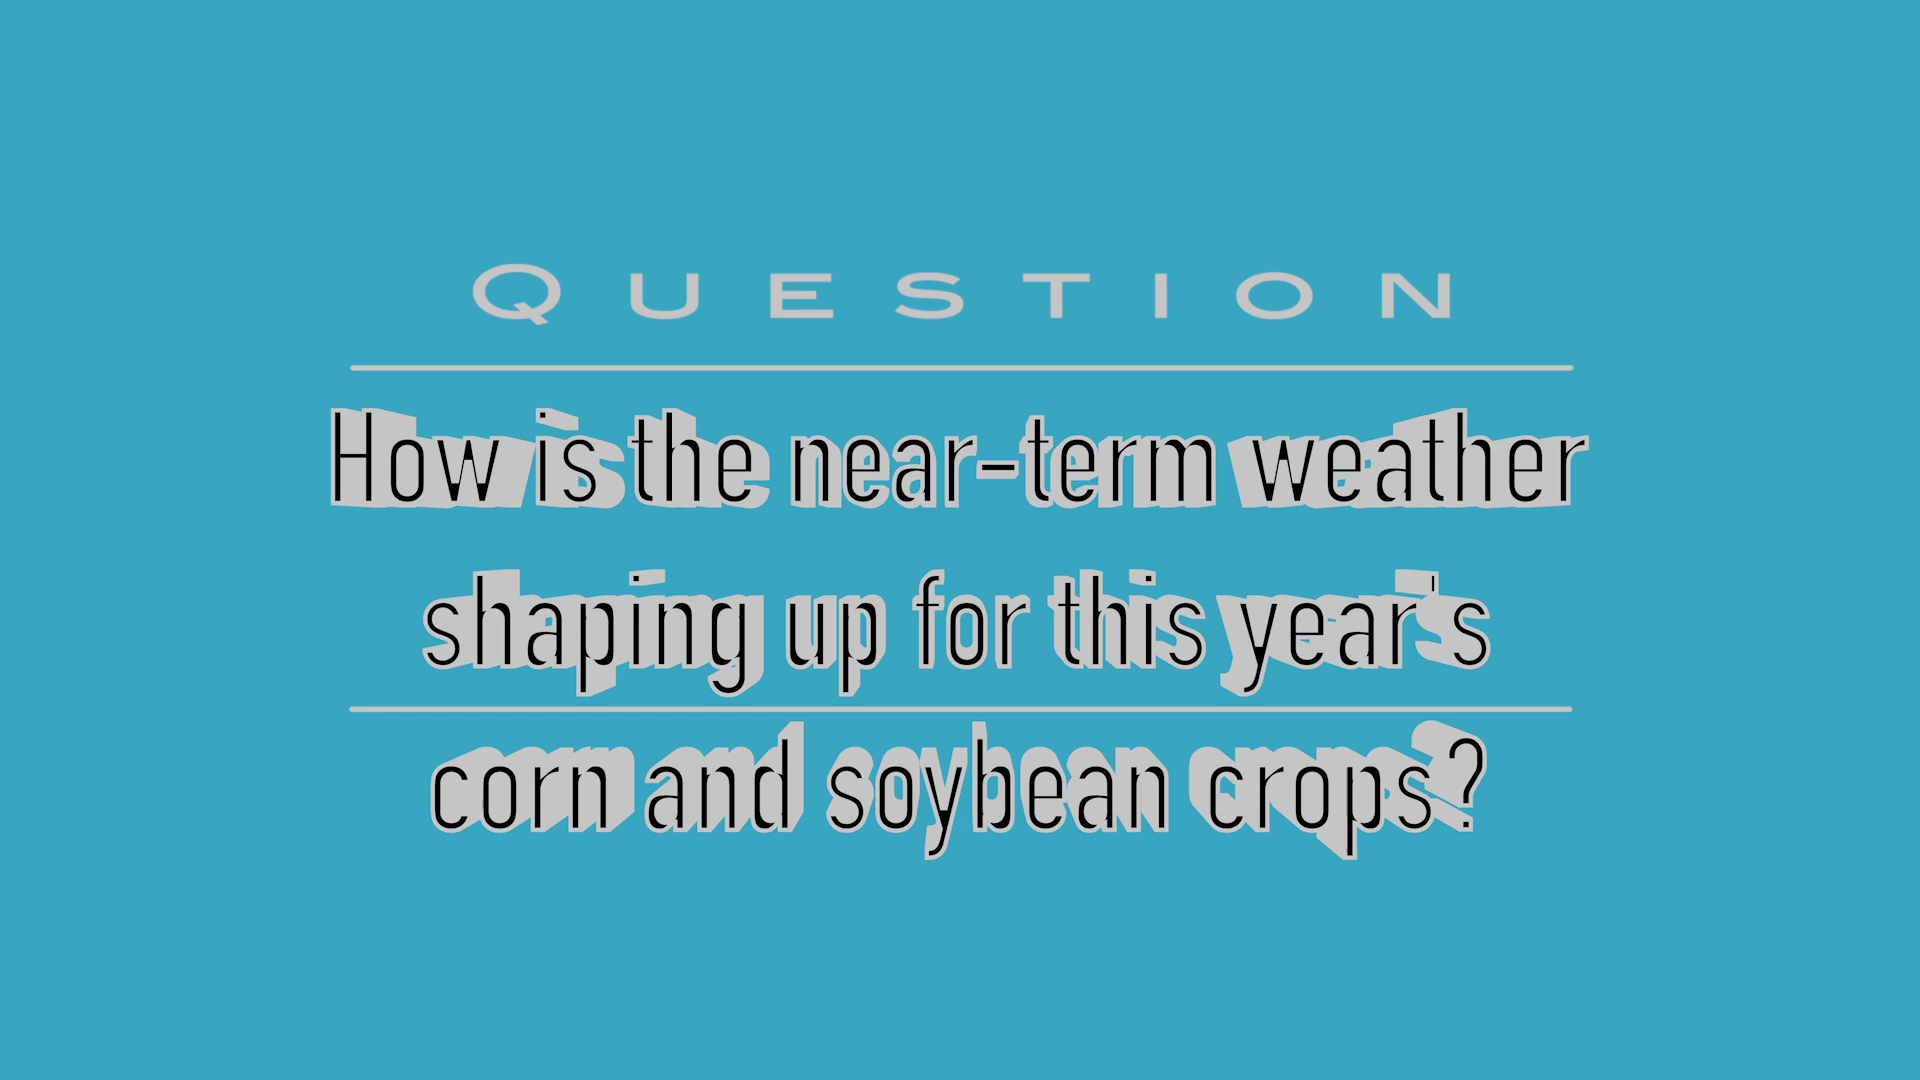 QUESTION
How is the near-term weather
shaping up for this year's
corn and soybean crops?